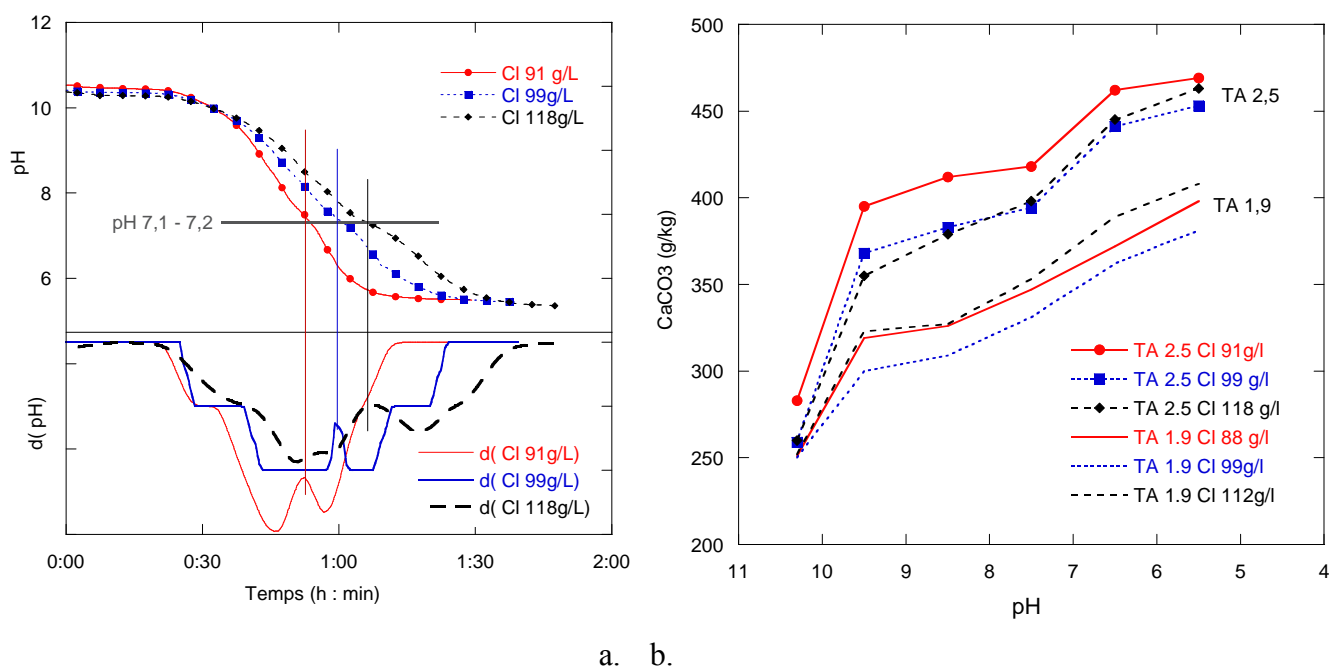 12
10
8
6
pH
Cl 91 g/L
Cl 99g/L
Cl 118g/L
pH 7,1 - 7,2
d( pH)
d( Cl 91g/L)
d( Cl 99g/L)
d( Cl 118g/L)
0:00 0:30 1:00 1:30 2:00
Temps (h : min)
500
450
400
350
300
250
200
CaCO3 (g/kg)
TA 2,5
TA 1,9
TA 2.5 Cl 91g/l
TA 2.5 Cl 99 g/l
TA 2.5 Cl 118 g/l
TA 1.9 Cl 88 g/l
TA 1.9 Cl 99g/l
TA 1.9 Cl 112g/l
11 10 9 8 7 6 5 4
pH
a. b.